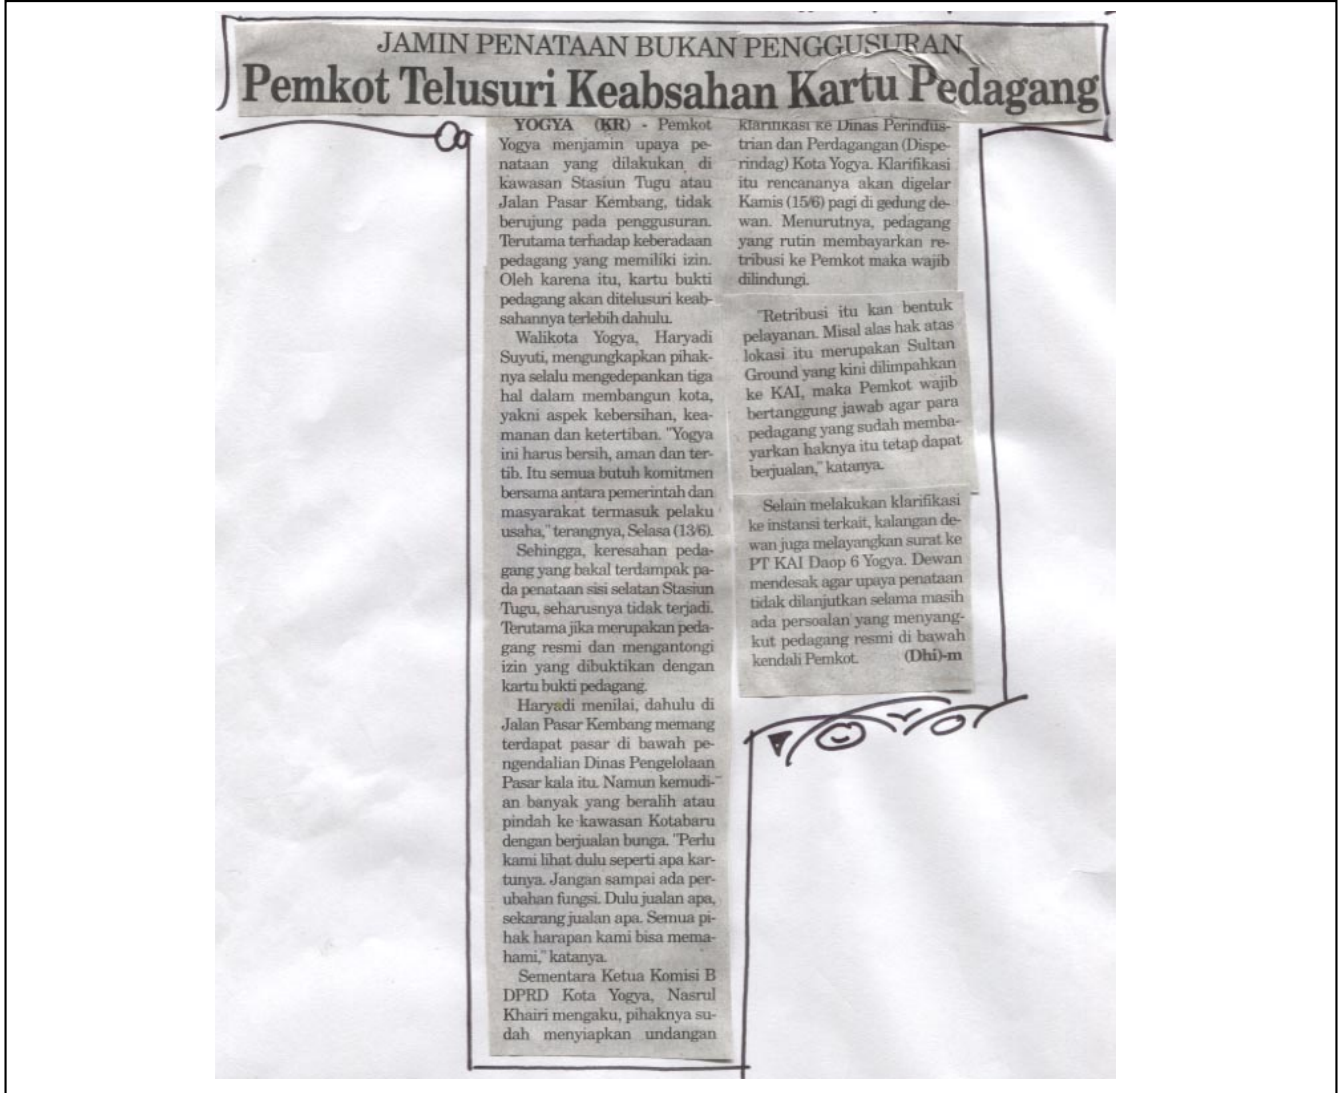 JAMIN PENATAAN BUKAN PENGGUSURAN
Pemkot Telusuri Keabsahan Kartu Pedagang
YOGYA (KR) - Pemkot
Yogya menjamin upaya pe-
nataan yang dilakukan di
kawasan Stasiun Tugu atau
Jalan Pasar Kembang, tidak
berujung pada penggusuran.
Terutama terhadap keberadaan
pedagang yang memiliki izin.
Oleh karena itu, kartu bukti
pedagang akan ditelusuri keab-
sahannya terlebih dahulu.
Walikota Yogya, Haryadi
Suyuti, mengungkapkan pihak-
nya selalu mengedepankan tiga
hal dalam membangun kota,
yakni aspek kebersihan, kea-
manan dan ketertiban. "Yogya
ini harus bersih, aman dan ter-
tib. Itu semua butuh komitmen
bersama antara pemerintah dan
masyarakat termasuk pelaku
usaha," terangnya, Selasa (13/6).
Sehingga, keresahan peda-
gang yang bakal terdampak pa-
da penataan sisi selatan Stasiun
Tugu, seharusnya tidak terjadi.
Terutama jika merupakan peda-
gang resmi dan mengantongi
izin yang dibuktikan dengan
kartu bukti pedagang.
Haryadi menilai, dahulu di
Jalan Pasar Kembang memang
terdapat pasar di bawah pe-
ngendalian Dinas Pengelolaan
Pasar kala itu. Namun kemudi-
an banyak yang beralih atau
pindah ke kawasan Kotabaru
dengan berjualan bunga. "Perlu
kami lihat dulu seperti apa kar-
tunya. Jangan sampai ada per-
ubahan fungsi. Dulu jualan apa,
sekarang jualan apa. Semua pi-
hak harapan kami bisa mema-
hami," katanya.
Sementara Ketua Komisi B
DPRD Kota Yogya, Nasrul
Khairi mengaku, pihaknya su-
dah menyiapkan undangan
klarifikasi ke Dinas Perindus-
trian dan Perdagangan (Dispe-
rindag) Kota Yogya. Klarifikasi
itu rencananya akan digelar
Kamis (15/6) pagi di gedung de-
wan. Menurutnya, pedagang
yang rutin membayarkan re-
tribusi ke Pemkot maka wajib
dilindungi.
"Retribusi itu kan bentuk
pelayanan. Misal alas hak atas
lokasi itu merupakan Sultan
Ground yang kini dilimpahkan
ke KAI, maka Pemkot wajib
bertanggung jawab agar para
pedagang yang sudah memba-
yarkan haknya itu tetap dapat
berjualan," katanya.
Selain melakukan klarifikasi
ke instansi terkait, kalangan de-
wan juga melayangkan surat ke
PT KAI Daop 6 Yogya. Dewan
mendesak agar upaya penataan
tidak dilanjutkan selama masih
ada persoalan yang menyang-
kut pedagang resmi di bawah
kendali Pemkot. (Dhi)-m